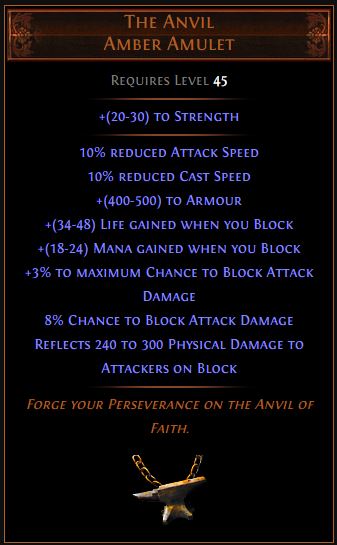 The Anvil
Amber Amulet
Requires Level 45
+(20-30) to Strength
10% reduced Attack Speed
10% reduced Cast Speed
+(400-500) to Armour
+(34-48) Life gained when you Block
+(18-24) Mana gained when you Block
+3% to maximum Chance to Block Attack
Damage
8% Chance to Block Attack Damage
Reflects 240 to 300 Physical Damage to
Attackers on Block
Forge your Perseverance on the Anvil of
Faith.